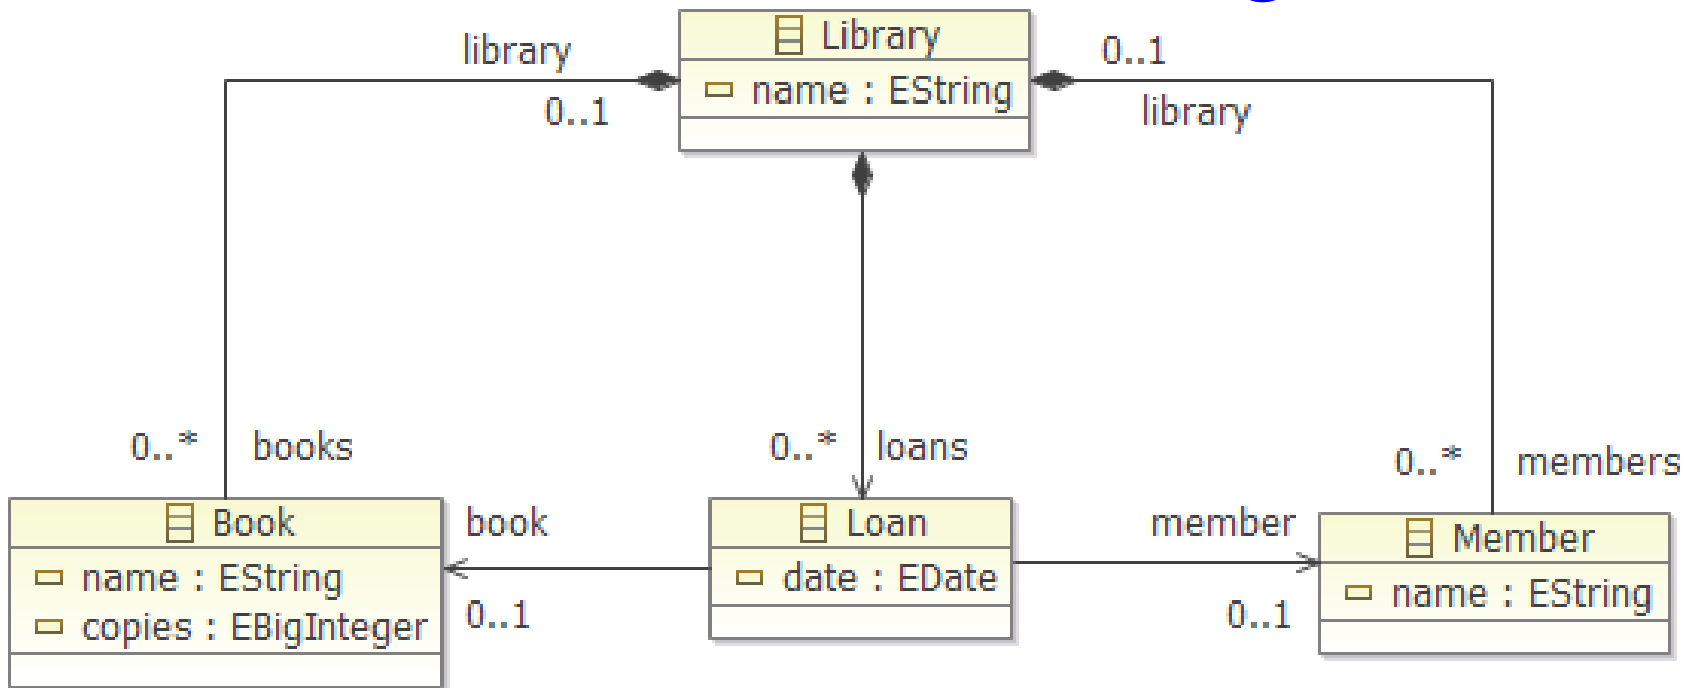 Library
name : EString
library
0..1
0..1
library
0..*
books
0..*
loans
0..*
members
Book
name : EString
copies : EBigInteger
book
0..1
Loan
date : EDate
member
0..1
Member
name : EString